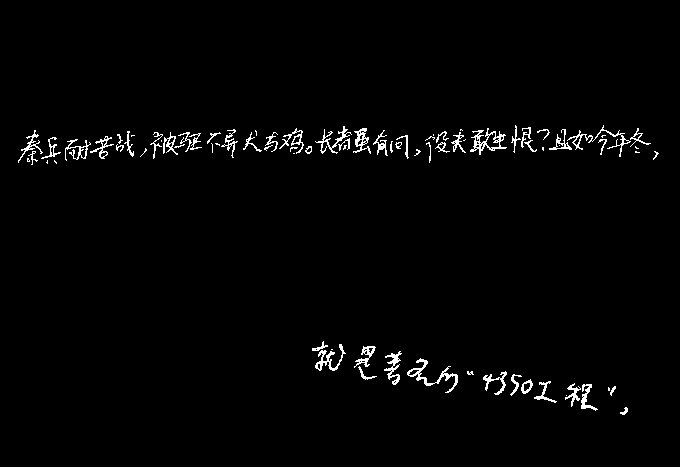 秦兵耐苦战，被驱不异犬与鸡。长者虽有问，役夫敢申恨？且如今年冬，
就是著名的“4350工程”，